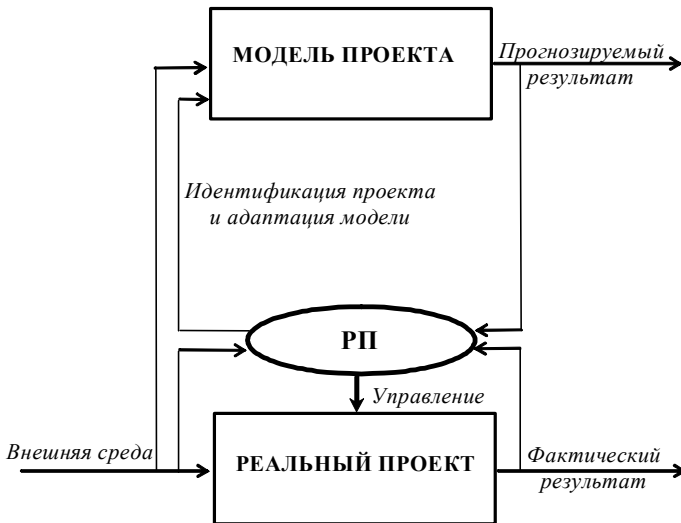 МОДЕЛЬ ПРОЕКТА
Прогнозируемый
результат
Идентификация проекта
и адаптация модели
РП
Управление
Внешняя среда
РЕАЛЬНЫЙ ПРОЕКТ
Фактический
результат